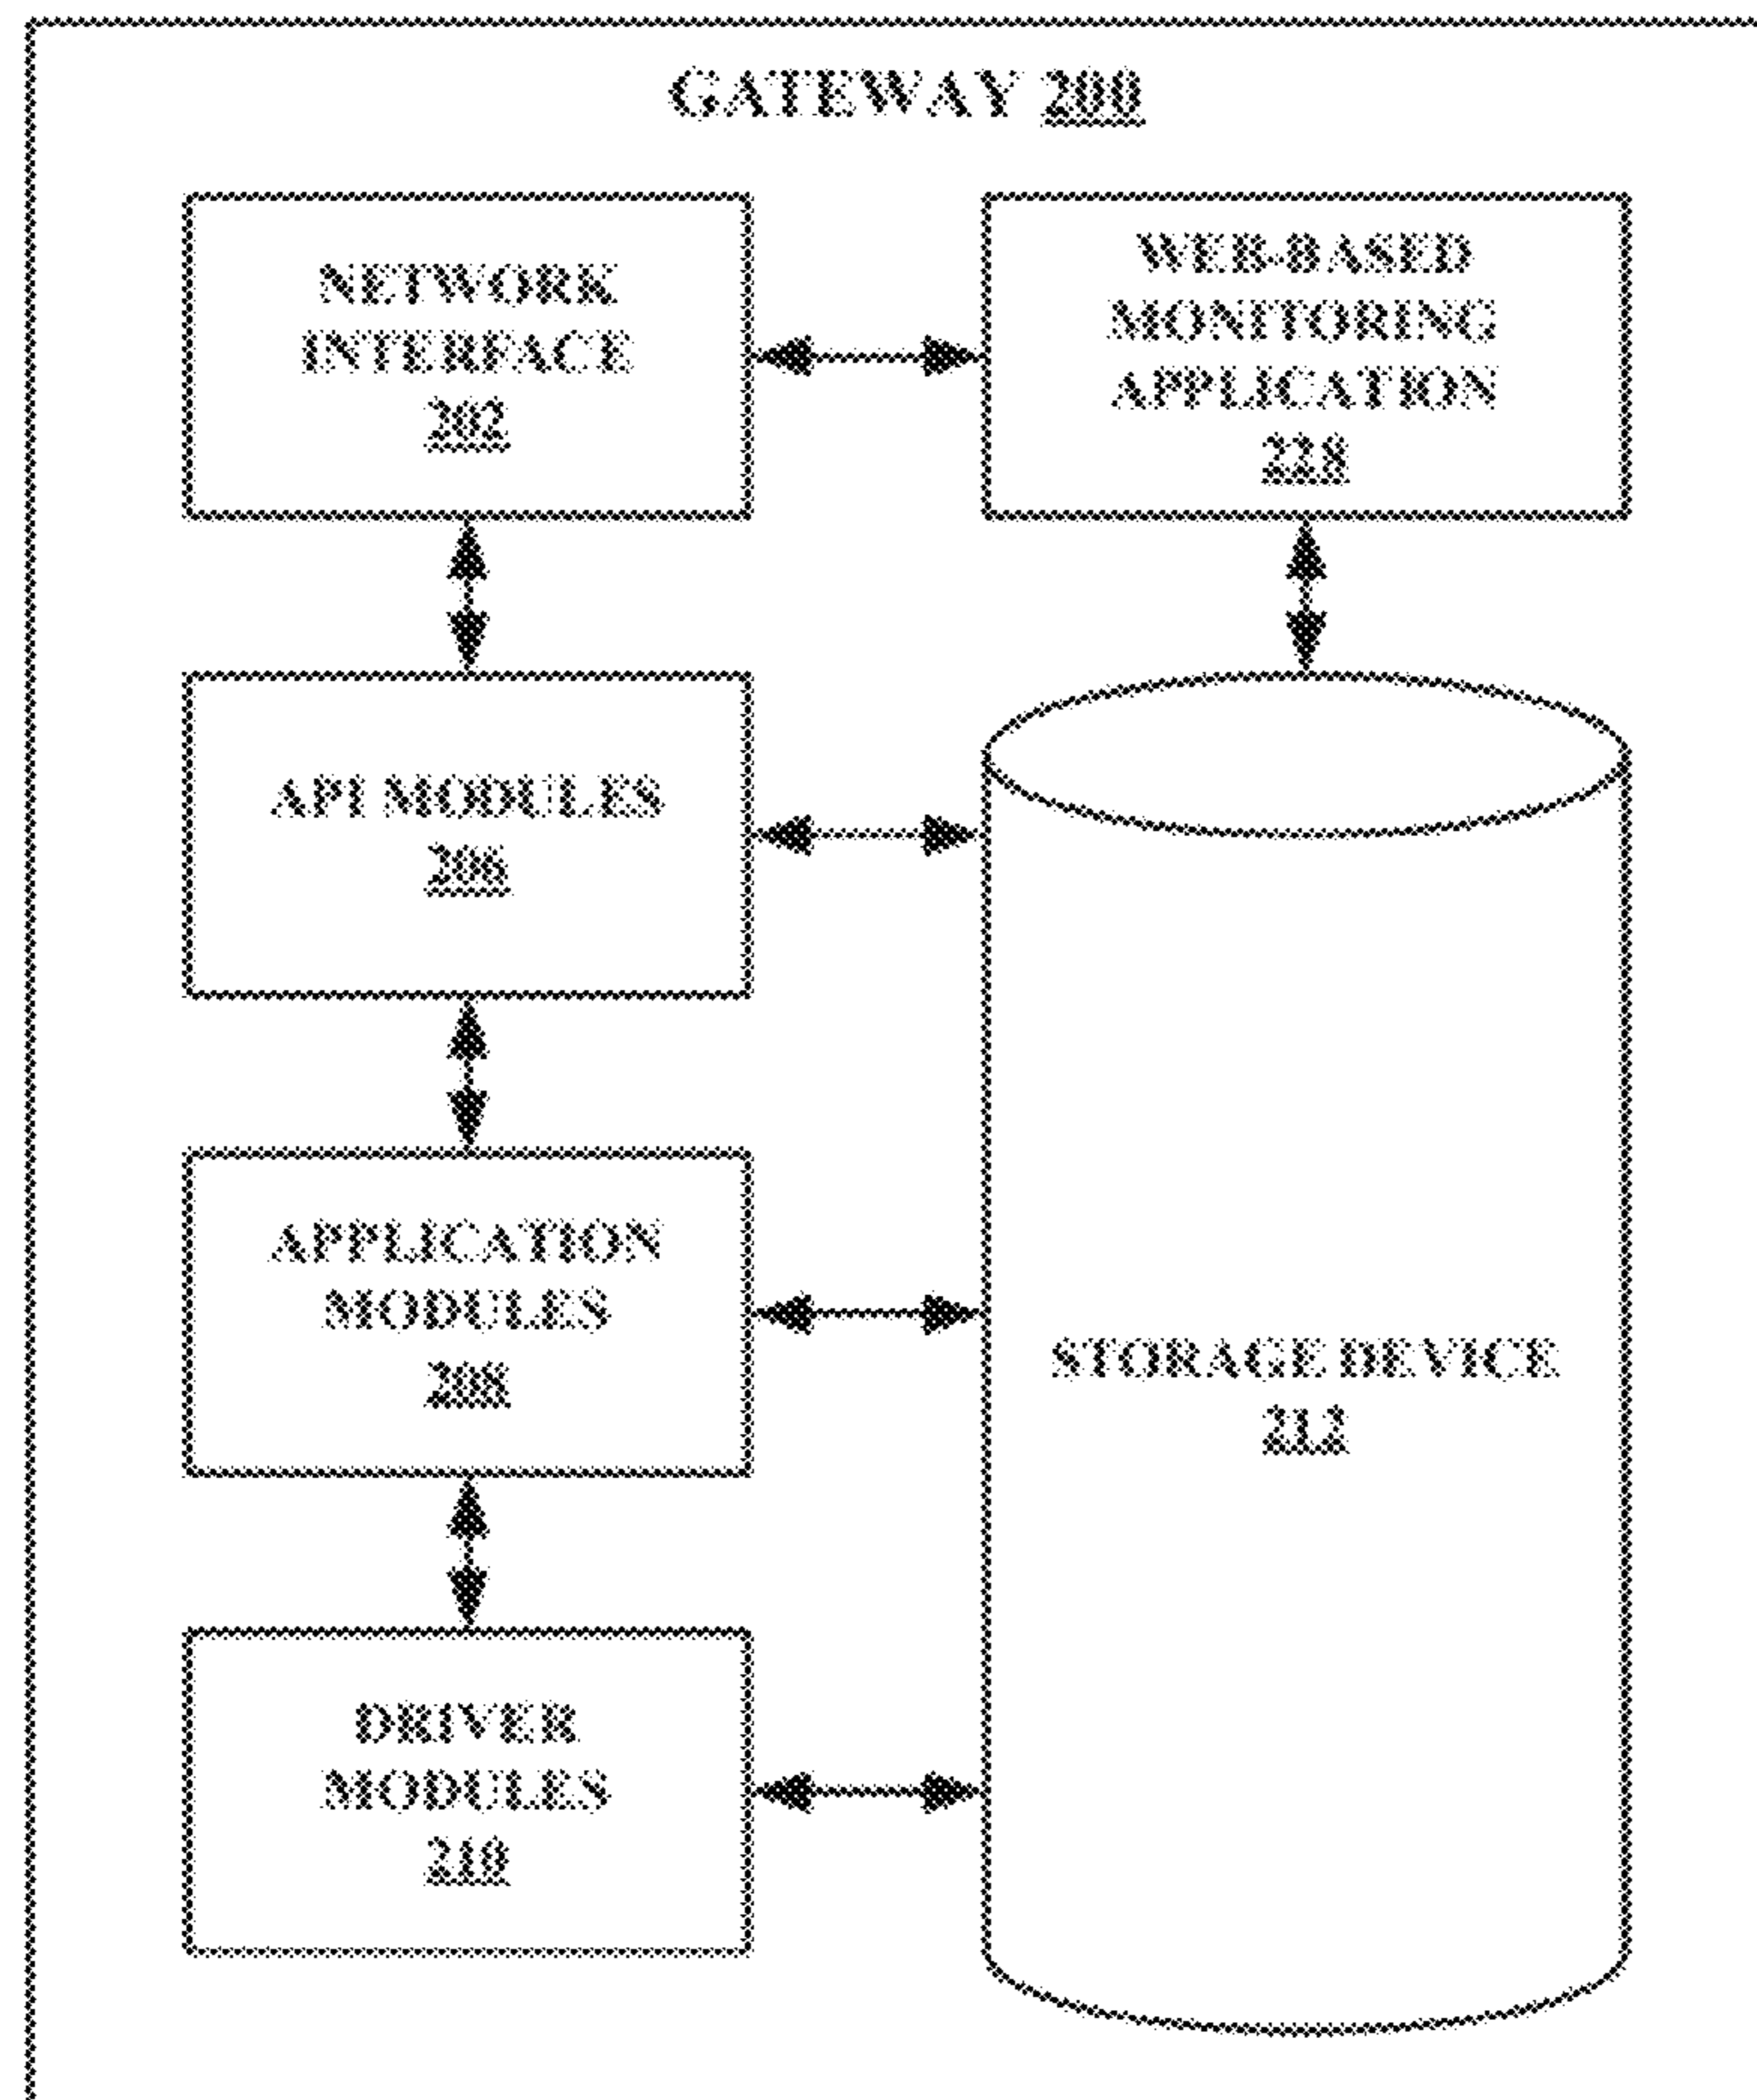 GATEWAY 200
NETWORK
INTERFACE
202
WEB-BASED
MONITORING
APPLICATION
228
API MODULES
206
APPLICATION
MODULES
208
STORAGE DEVICE
212
DRIVER
MODULES
210